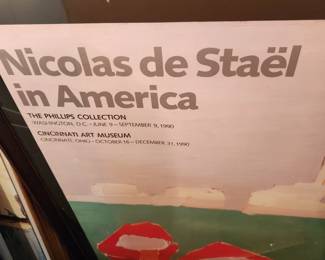 Nicolas de Staël
in America
THE PHILLIPS COLLECTION
WASHINGTON, D.C. • JUNE 9 – SEPTEMBER 9, 1990
CINCINNATI ART MUSEUM
CINCINNATI, OHIO • OCTOBER 16 – DECEMBER 31, 1990